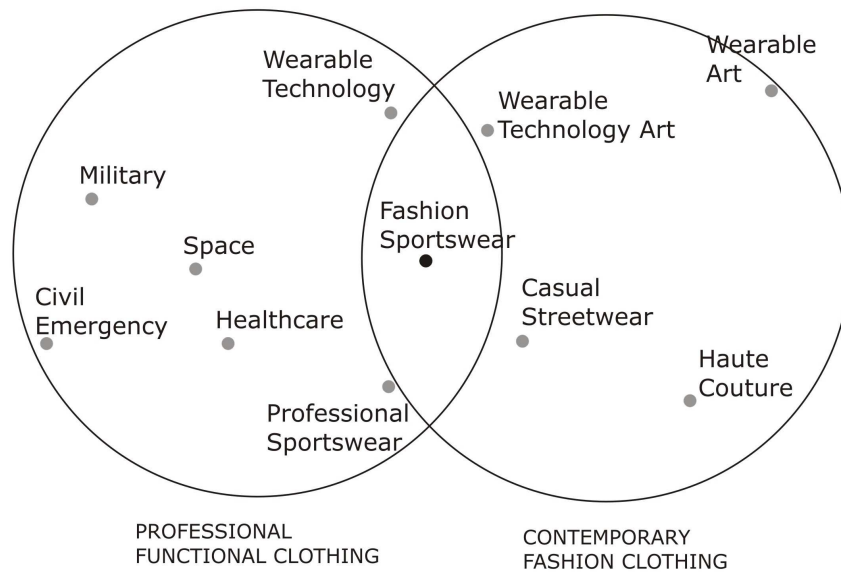 Wearable
Technology
Wearable
Art
Wearable
Technology Art
Military
Fashion
Sportswear
Space
Civil
Emergency
Healthcare
Casual
Streetwear
Haute
Couture
Professional
Sportswear
PROFESSIONAL
FUNCTIONAL CLOTHING
CONTEMPORARY
FASHION CLOTHING